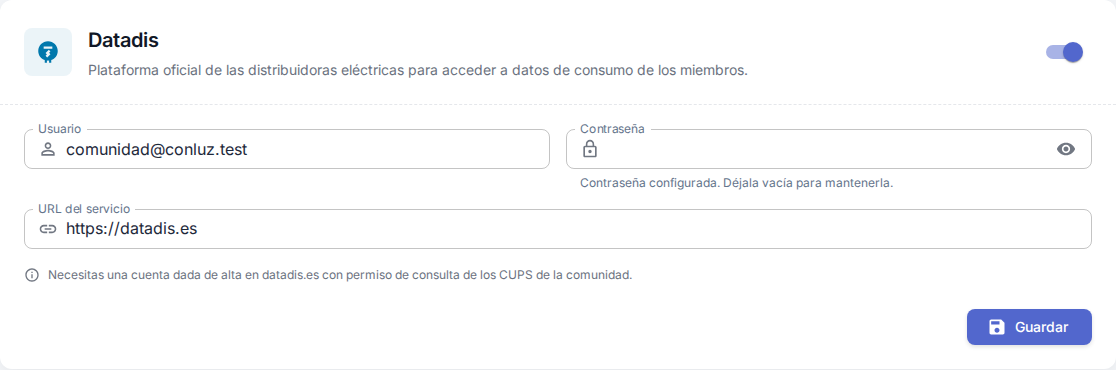 Datadis
Plataforma oficial de las distribuidoras eléctricas para acceder a datos de consumo de los miembros.
Usuario
comunidad@conluz.test
Contraseña
Contraseña configurada. Déjala vacía para mantenerla.
URL del servicio
https://datadis.es
Necesitas una cuenta dada de alta en datadis.es con permiso de consulta de los CUPS de la comunidad.
Guardar